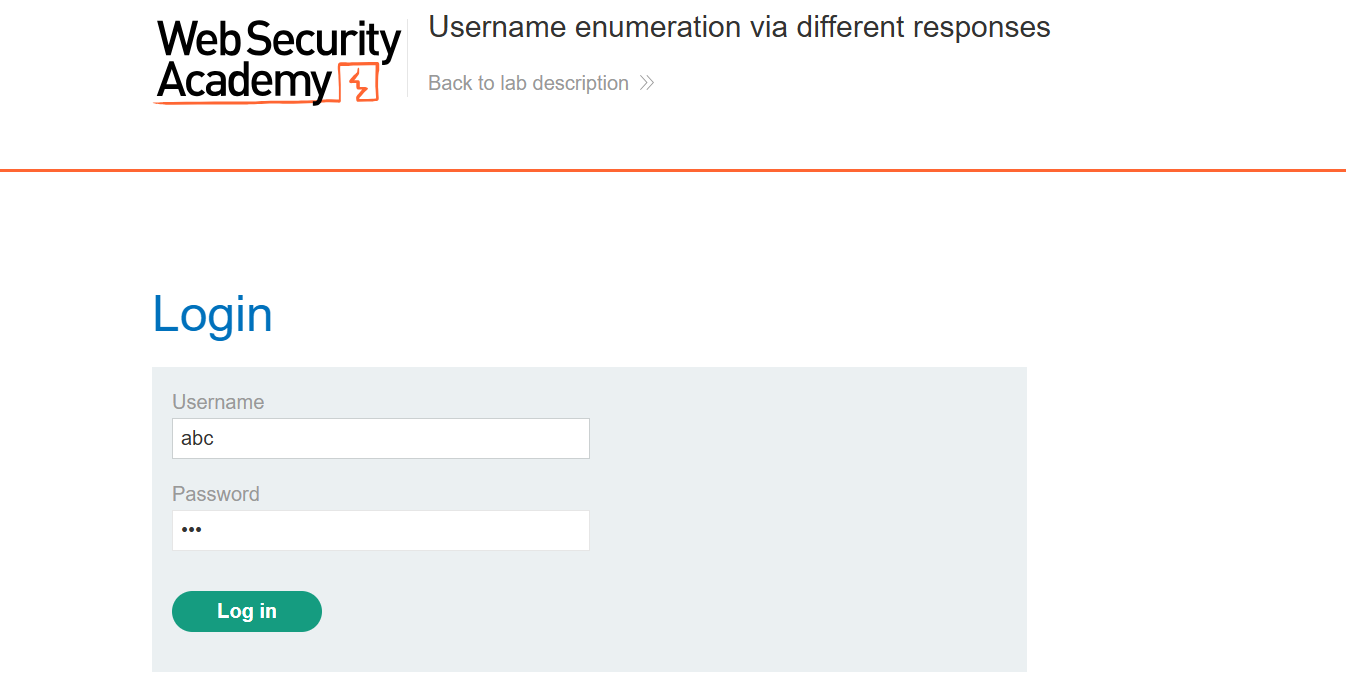 Web Security
Academy
Username enumeration via different responses
Back to lab description
Login
Username
abc
Password
•••
Log in